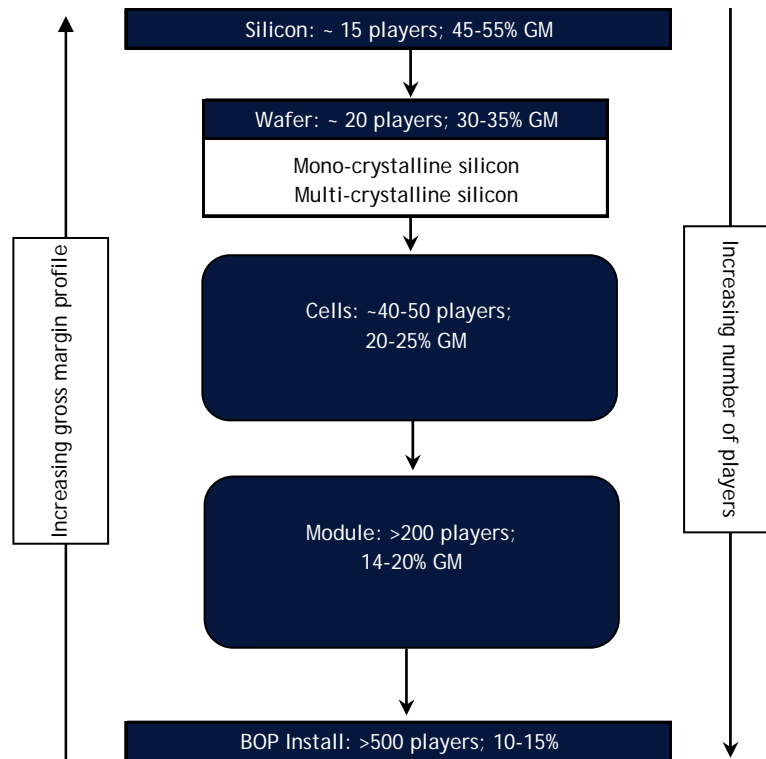 Silicon: ~ 15 players; 45-55% GM
Wafer: ~ 20 players; 30-35% GM
Mono-crystalline silicon
Multi-crystalline silicon
Increasing gross margin profile
Increasing number of players
Cells: ~40-50 players;
20-25% GM
Module: >200 players;
14-20% GM
BOP Install: >500 players; 10-15%